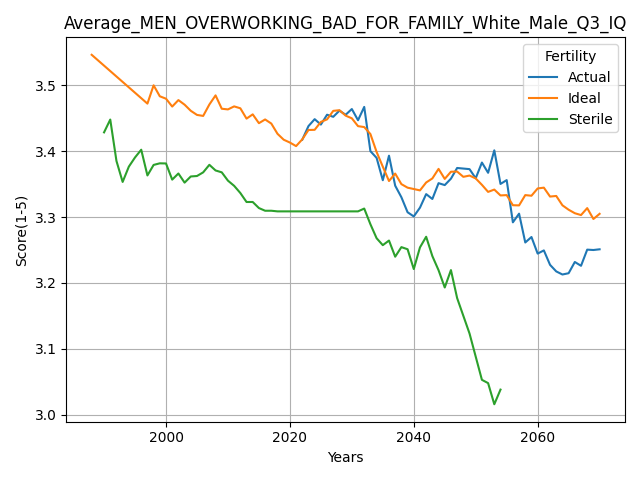 Average_MEN_OVERWORKING_BAD_FOR_FAMILY_White_Male_Q3_IQ
Fertility
Actual
Ideal
Sterile
Score(1-5)
3.5
3.4
3.3
3.2
3.1
3.0
2000 2020 2040 2060
Years